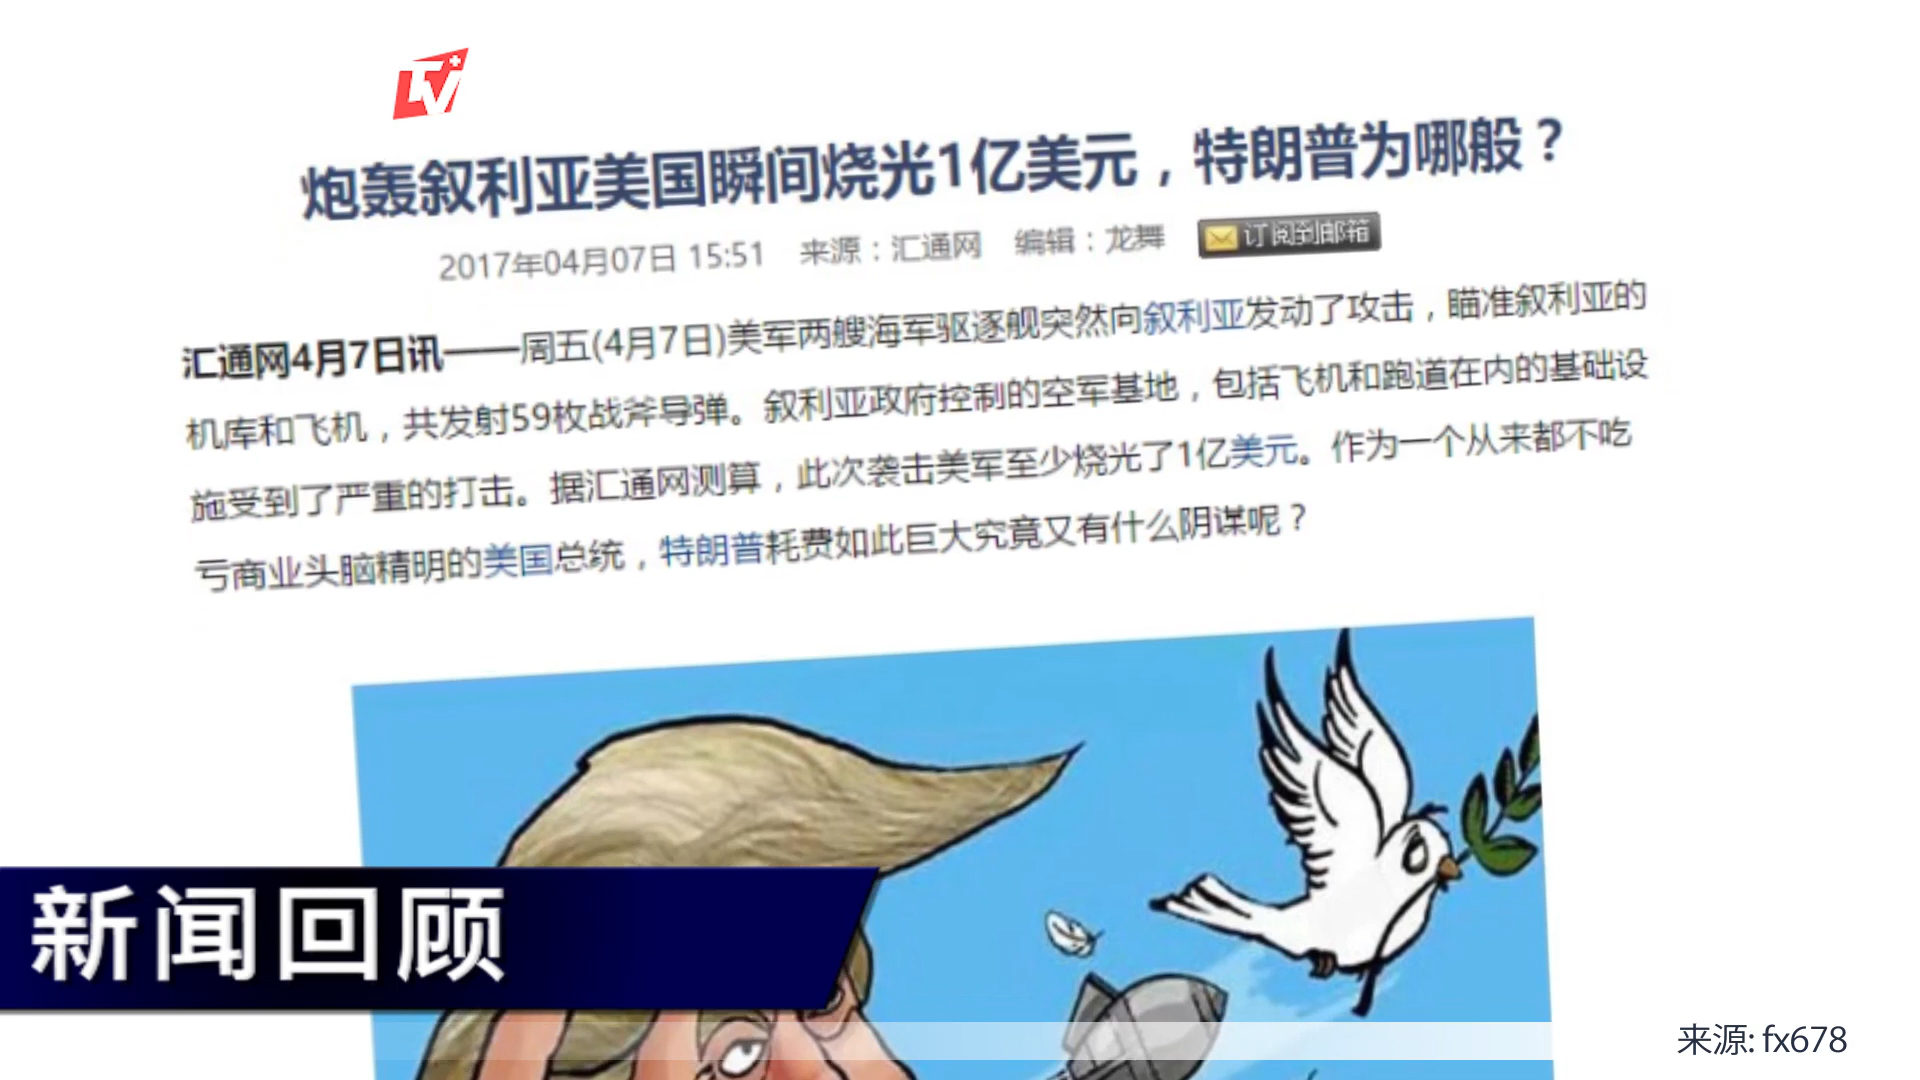 TV
炮轰叙利亚美国瞬间烧光1亿美元，特朗普为哪般？
2017年04月07日 15:51 来源：汇通网 编辑：龙舞 订阅到邮箱
汇通网4月7日讯——周五(4月7日)美军两艘海军驱逐舰突然向叙利亚发动了攻击，瞄准叙利亚的
机库和飞机，共发射59枚战斧导弹。叙利亚政府控制的空军基地，包括飞机和跑道在内的基础设
施受到了严重的打击。据汇通网测算，此次袭击美军至少烧光了1亿美元。作为一个从来都不吃
亏商业头脑精明的美国总统，特朗普耗费如此巨大究竟又有什么阴谋呢？
新闻回顾
来源: fx678